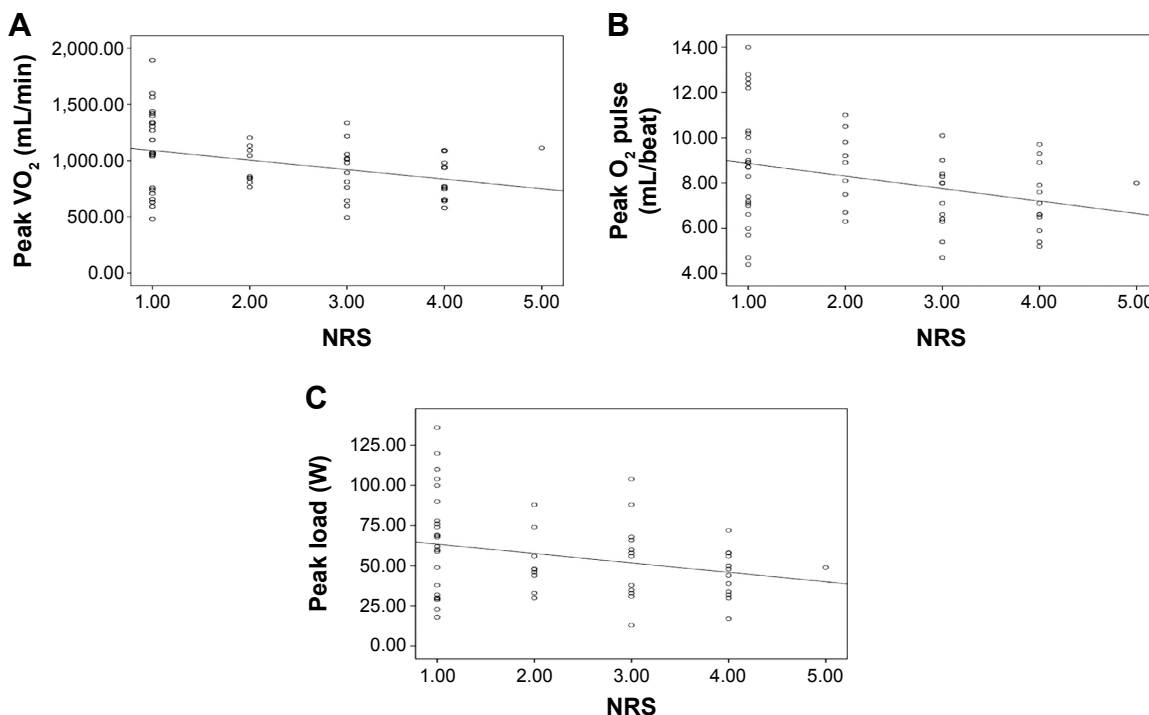 A
Peak VO2 (mL/min)
2,000.00
1,500.00
1,000.00
500.00
0.00
1.00 2.00 3.00 4.00 5.00
NRS
B
Peak O2 pulse
(mL/beat)
14.00
12.00
10.00
8.00
6.00
4.00
1.00 2.00 3.00 4.00 5.00
NRS
C
Peak load (W)
125.00
100.00
75.00
50.00
25.00
0.00
1.00 2.00 3.00 4.00 5.00
NRS